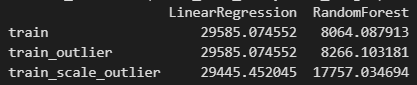 LinearRegression RandomForest
train 29585.074552 8064.087913
train_outlier 29585.074552 8266.103181
train_scale_outlier 29445.452045 17757.034694